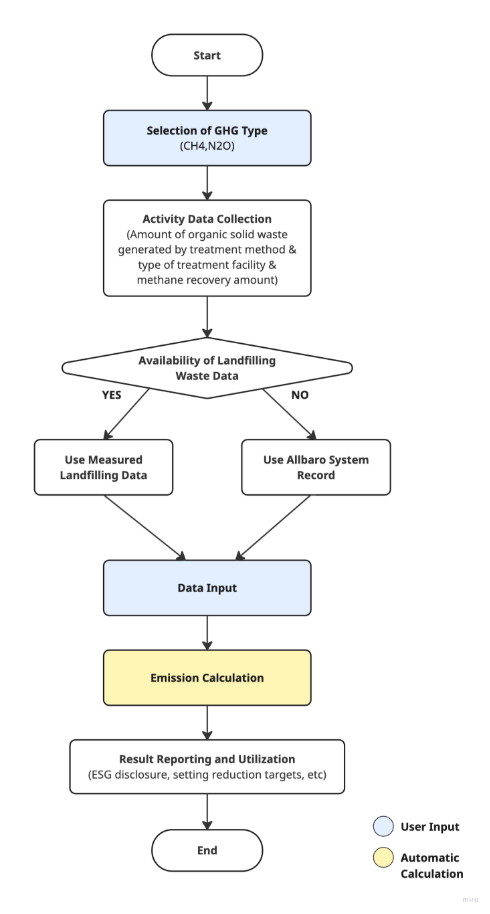 Start
Selection of GHG Type
(CH4,N2O)
Activity Data Collection
(Amount of organic solid waste
generated by treatment method &
type of treatment facility &
methane recovery amount)
Availability of Landfilling
Waste Data
YES
NO
Use Measured
Landfilling Data
Use Allbaro System
Record
Data Input
Emission Calculation
Result Reporting and Utilization
(ESG disclosure, setting reduction targets, etc)
End
User Input
Automatic
Calculation
miro